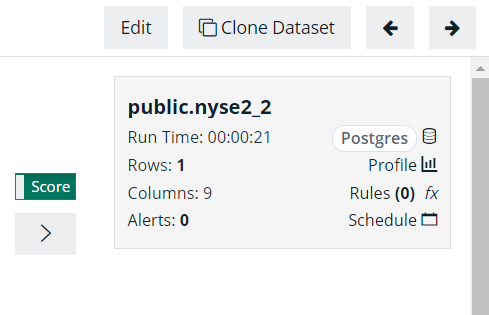 Edit
Clone Dataset
public.nyse2_2
Run Time: 00:00:21
Postgres
Rows: 1
Profile
Score
Columns: 9
Rules (0) fx
Alerts: 0
Schedule